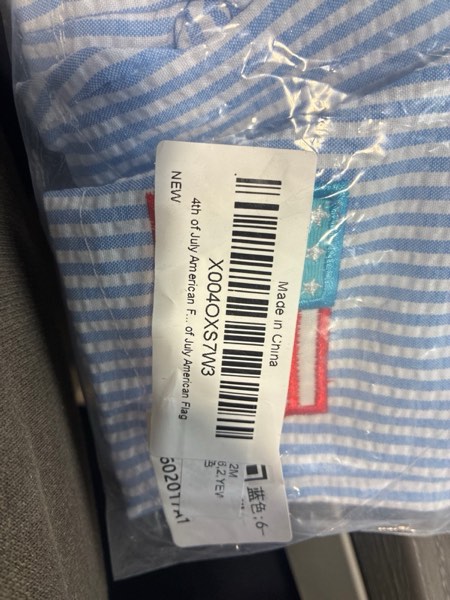 Made in China
X004OXS7W3
4th of July American F... of July American Flag
NEW
蓝色;6-
2M